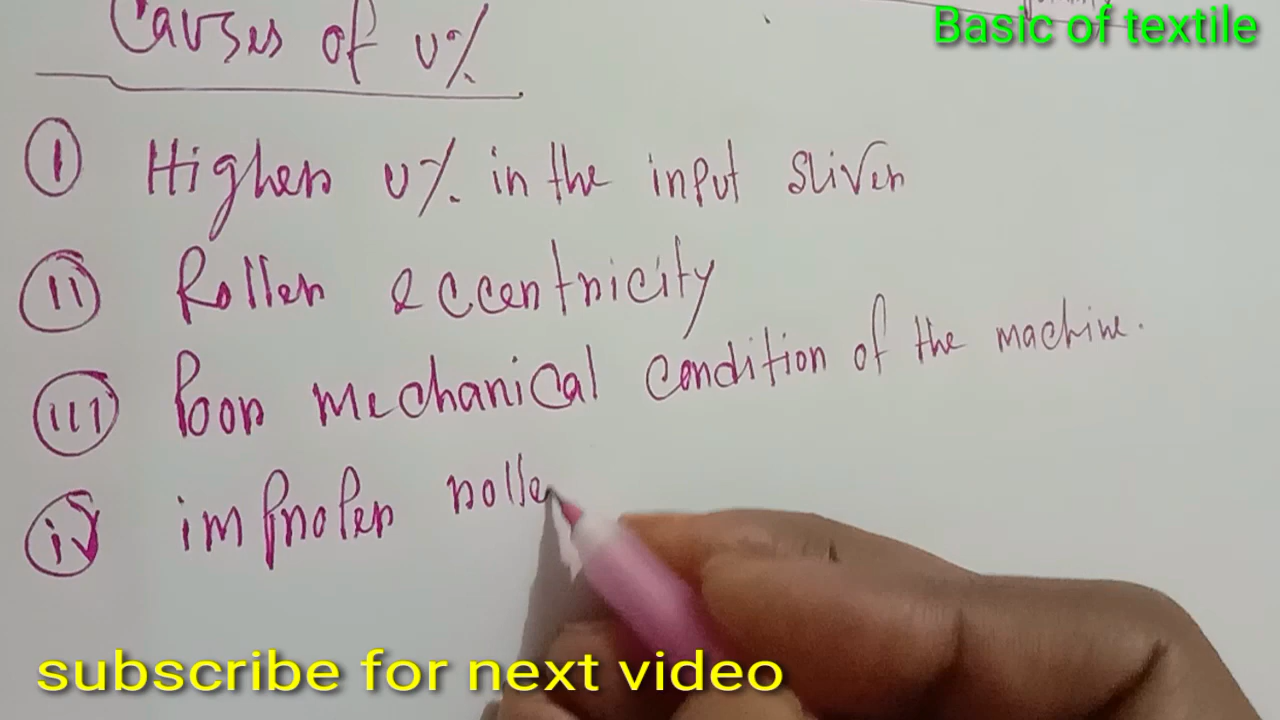 Basic of textile
Causes of U%
i Higher U% in the input sliver
ii Roller eccentricity
iii Poor mechanical condition of the machine.
iv improper rolle
subscribe for next video